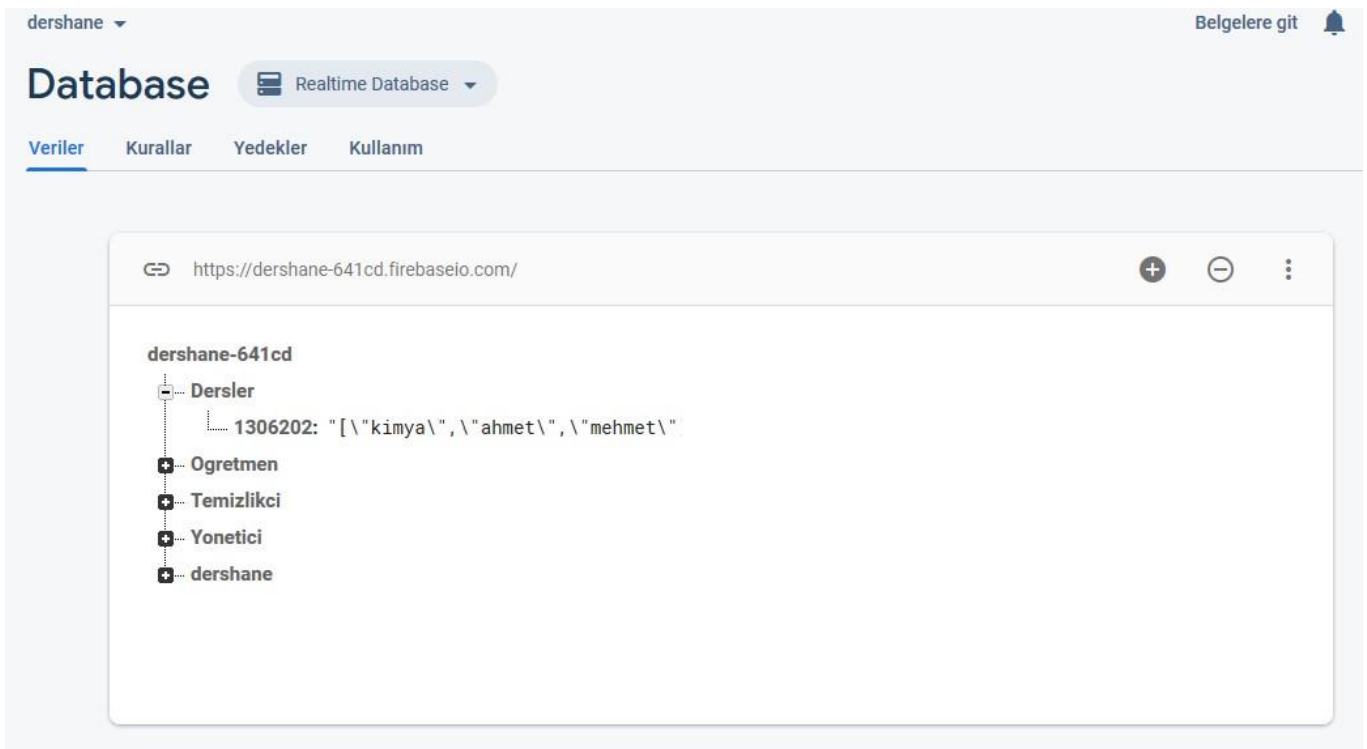 dershane Belgelere git
Database Realtime Database
Veriler Kurallar Yedekler Kullanım
https://dershane-641cd.firebaseio.com/
dershane-641cd
Dersler
1306202: "[\"kimya\",\"ahmet\",\"mehmet\"
Ogretmen
Temizlikci
Yonetici
dershane